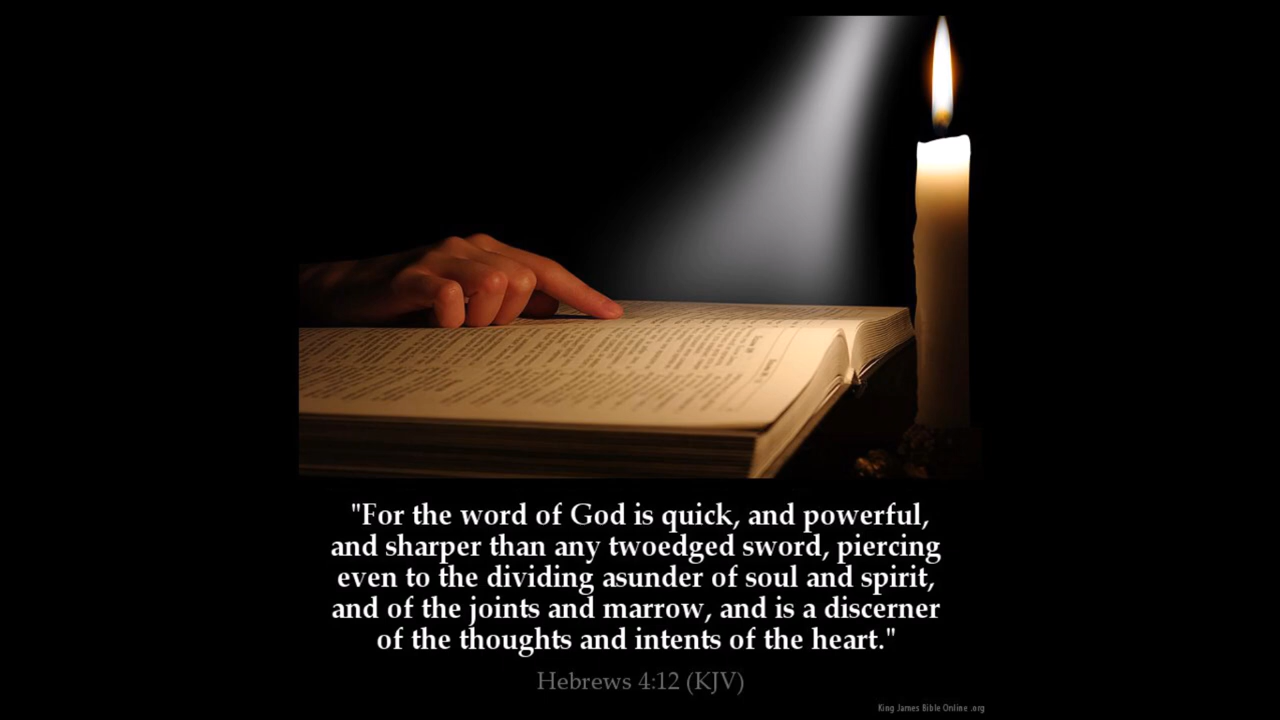 "For the word of God is quick, and powerful,
and sharper than any twoedged sword, piercing
even to the dividing asunder of soul and spirit,
and of the joints and marrow, and is a discerner
of the thoughts and intents of the heart."
Hebrews 4:12 (KJV)
King James Bible Online .org